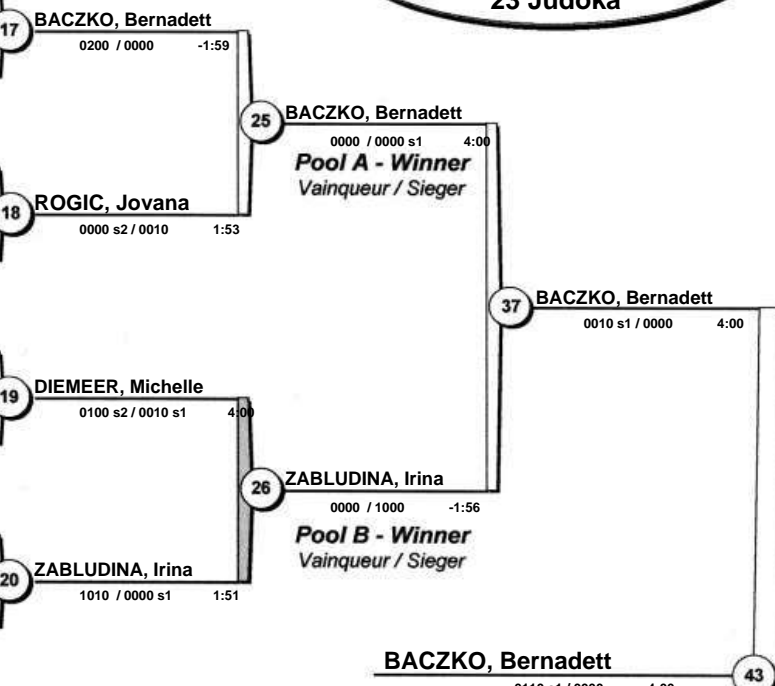 23 Judoka
17
BACZKO, Bernadett
0200 / 0000 -1:59
25
BACZKO, Bernadett
0000 / 0000 s1 4:00
Pool A - Winner
Vainqueur / Sieger
18
ROGIC, Jovana
0000 s2 / 0010 1:53
37
BACZKO, Bernadett
0010 s1 / 0000 4:00
19
DIEMEER, Michelle
0100 s2 / 0010 s1 4:00
26
ZABLUDINA, Irina
0000 / 1000 -1:56
Pool B - Winner
Vainqueur / Sieger
20
ZABLUDINA, Irina
1010 / 0000 s1 1:51
BACZKO, Bernadett
43